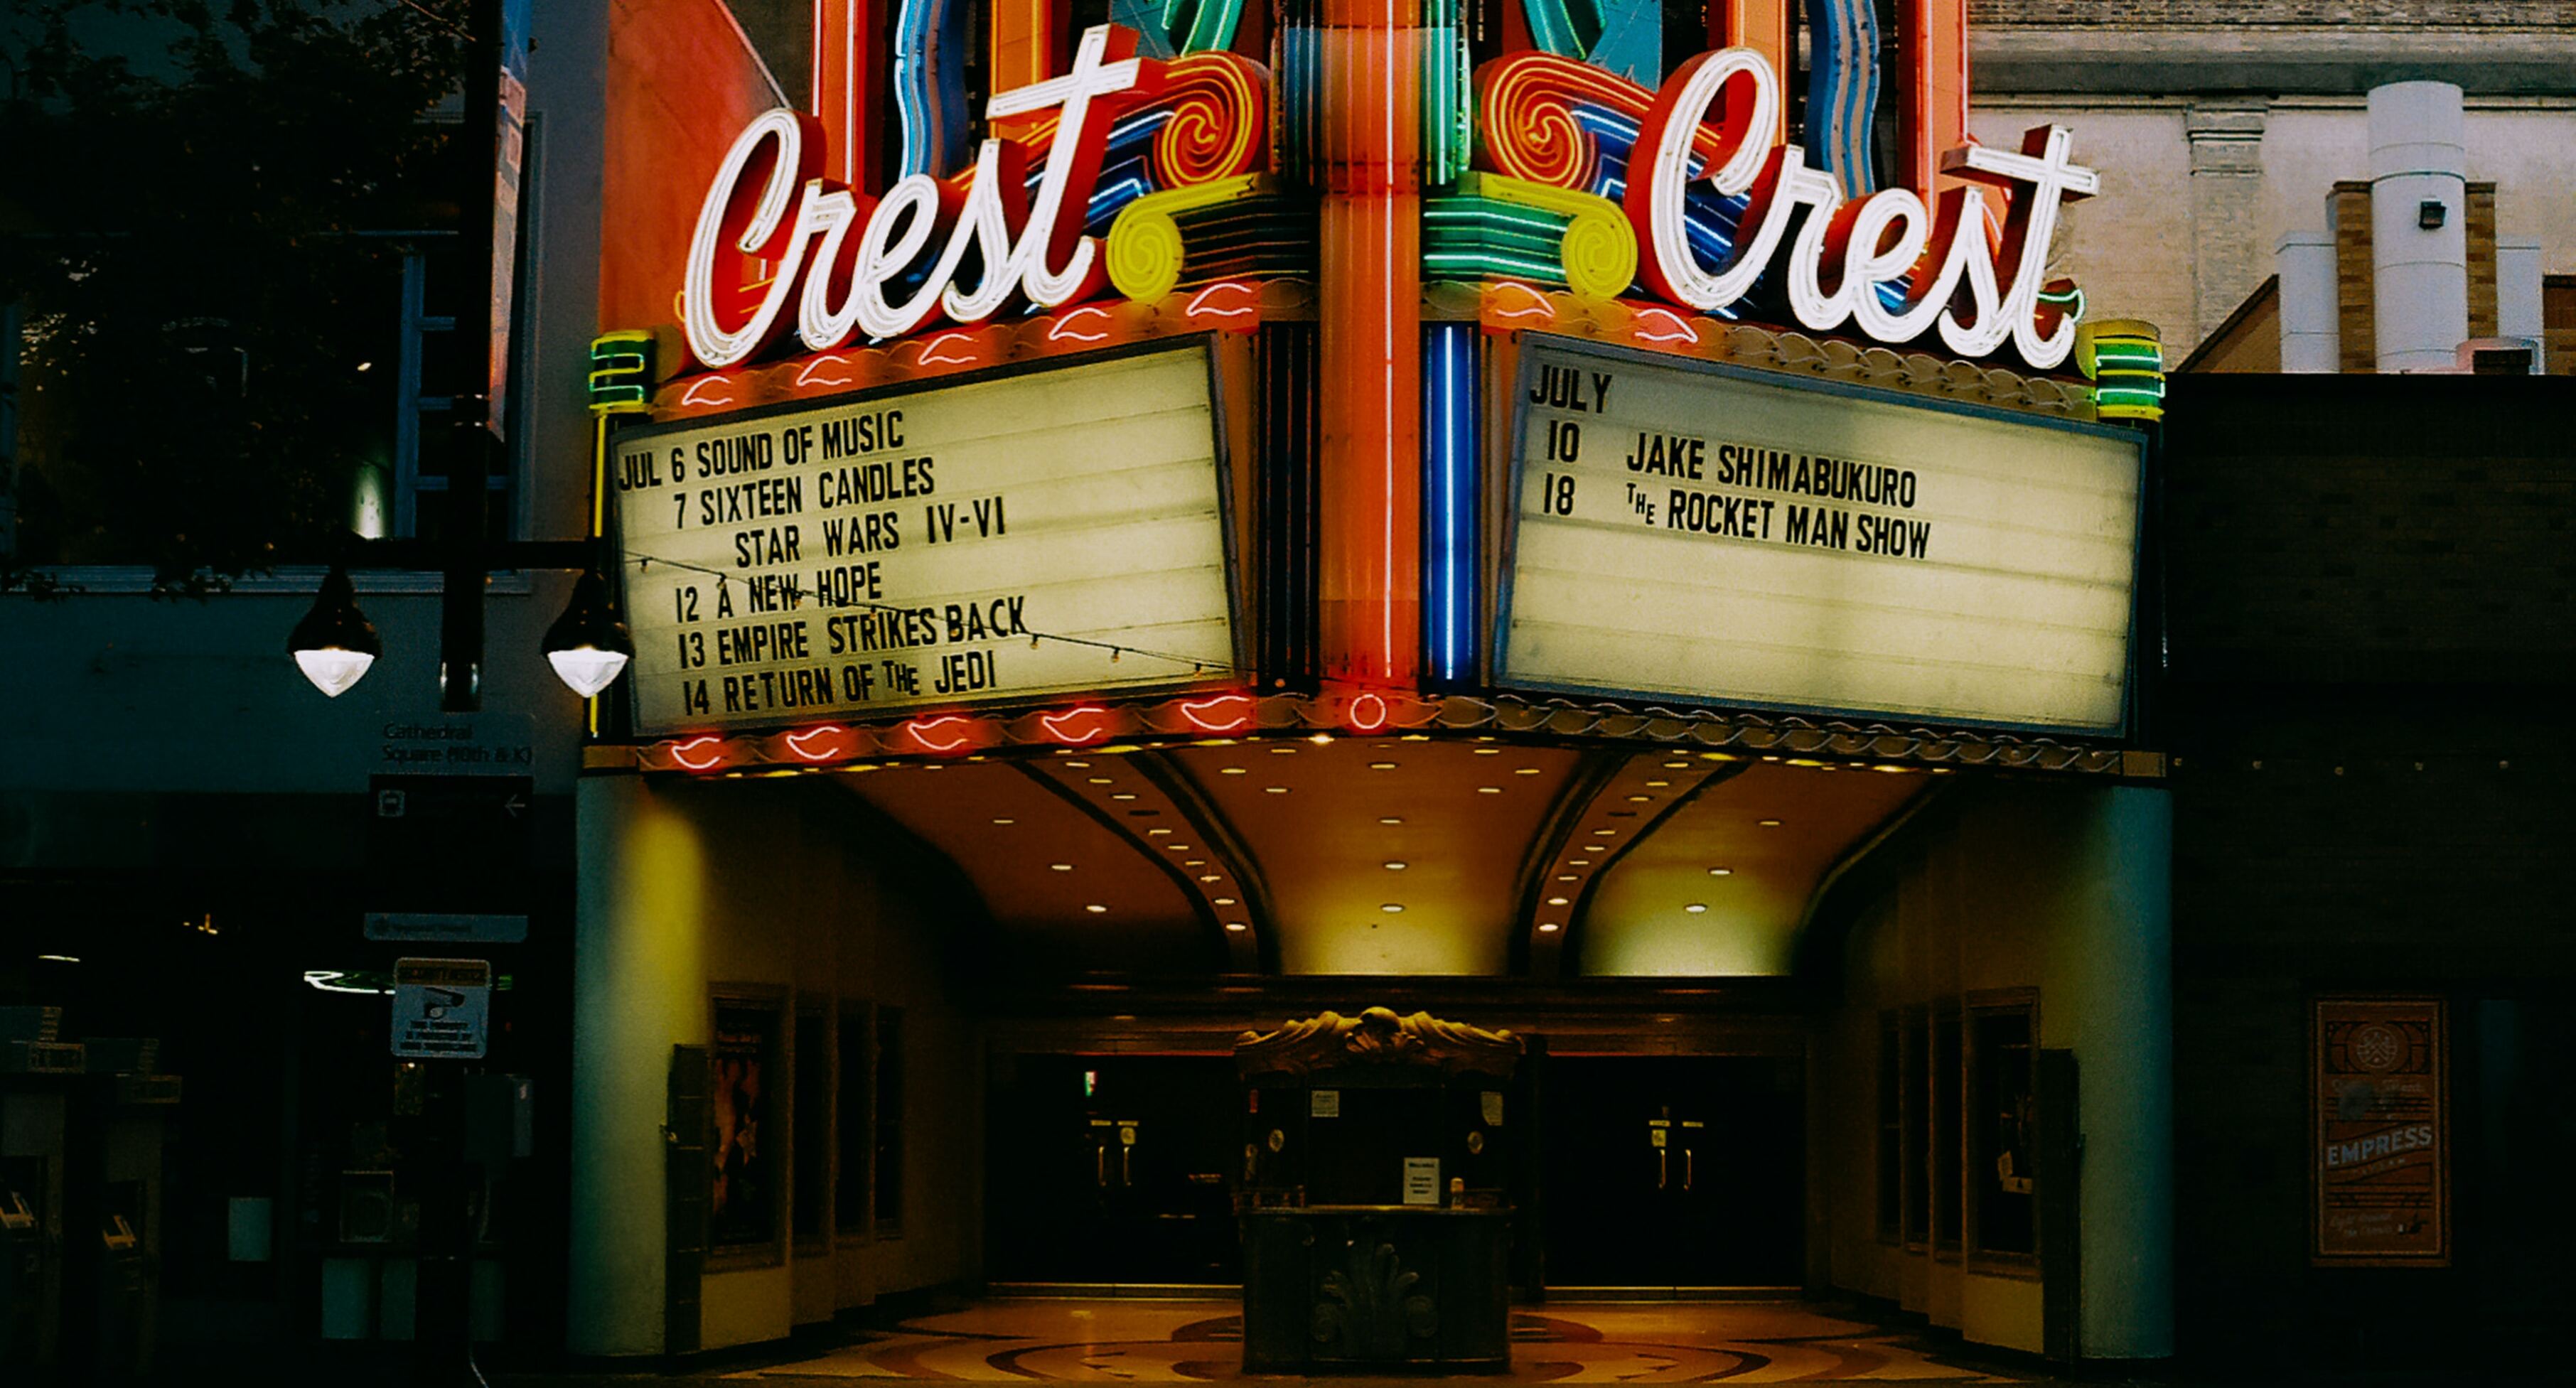 Crest
Crest
JUL 6 SOUND OF MUSIC
7 SIXTEEN CANDLES
STAR WARS IV-VI
12 A NEW HOPE
13 EMPIRE STRIKES BACK
14 RETURN OF THE JEDI
JULY
10 JAKE SHIMABUKURO
18 THE ROCKET MAN SHOW
Cathedral
Square (10th & K)
EMPRESS